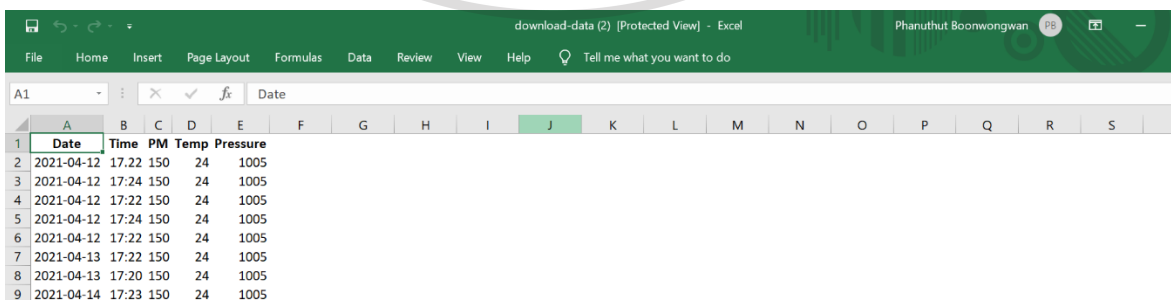 download-data (2) [Protected View] - Excel Phanuthut Boonwongwan PB
File Home Insert Page Layout Formulas Data Review View Help Tell me what you want to do
A1 fx Date
A B C D E F G H I J K L M N O P Q R S
1 Date Time PM Temp Pressure
2 2021-04-12 17.22 150 24 1005
3 2021-04-12 17:24 150 24 1005
4 2021-04-12 17:22 150 24 1005
5 2021-04-12 17:24 150 24 1005
6 2021-04-12 17:22 150 24 1005
7 2021-04-13 17:22 150 24 1005
8 2021-04-13 17:20 150 24 1005
9 2021-04-14 17:23 150 24 1005